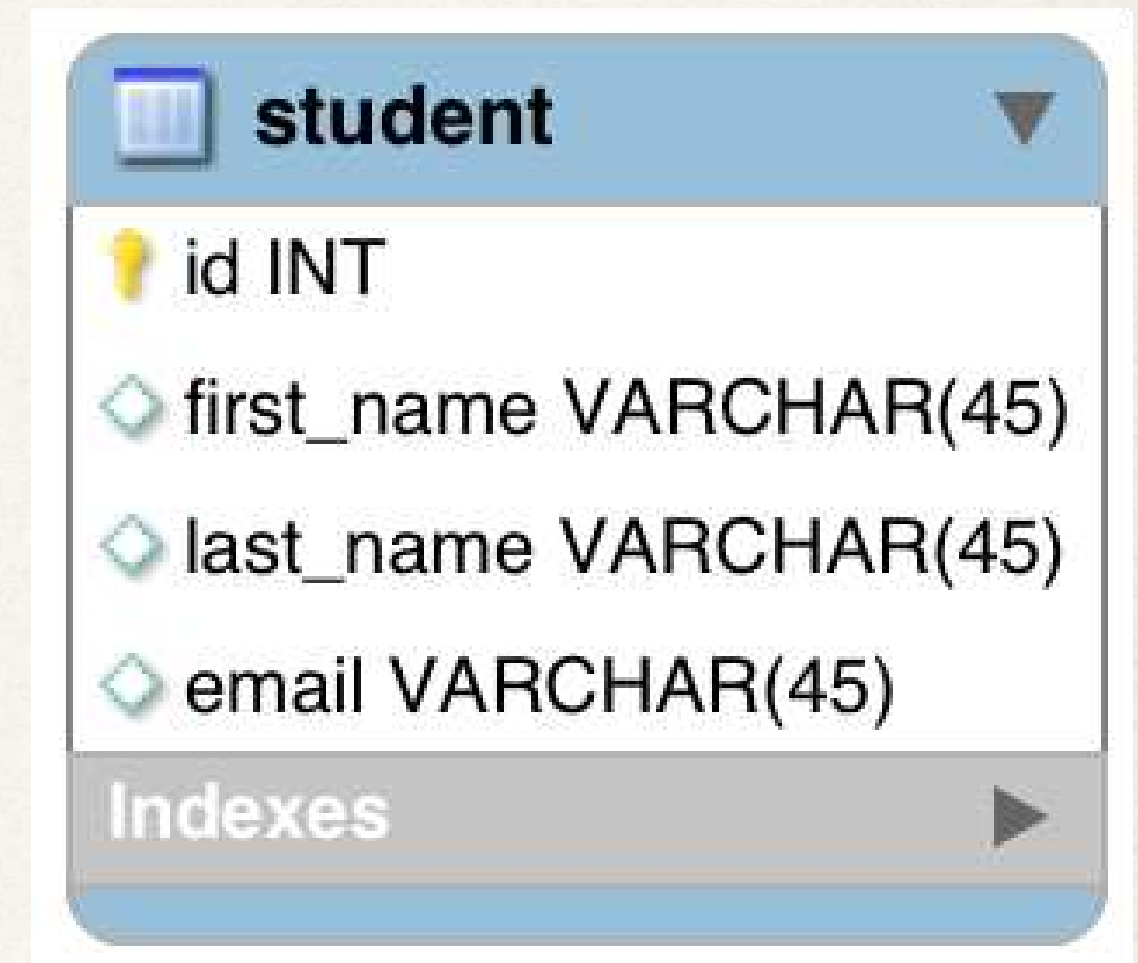 student
id INT
first_name VARCHAR(45)
last_name VARCHAR(45)
email VARCHAR(45)
Indexes